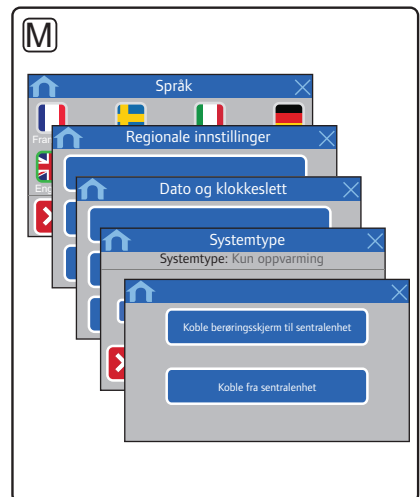 M
Språk
Fran
Regionale innstillinger
Eng
Dato og klokkeslett
Systemtype
Systemtype: Kun oppvarming
Koble berøringsskjerm til sentralenhet
Koble fra sentralenhet